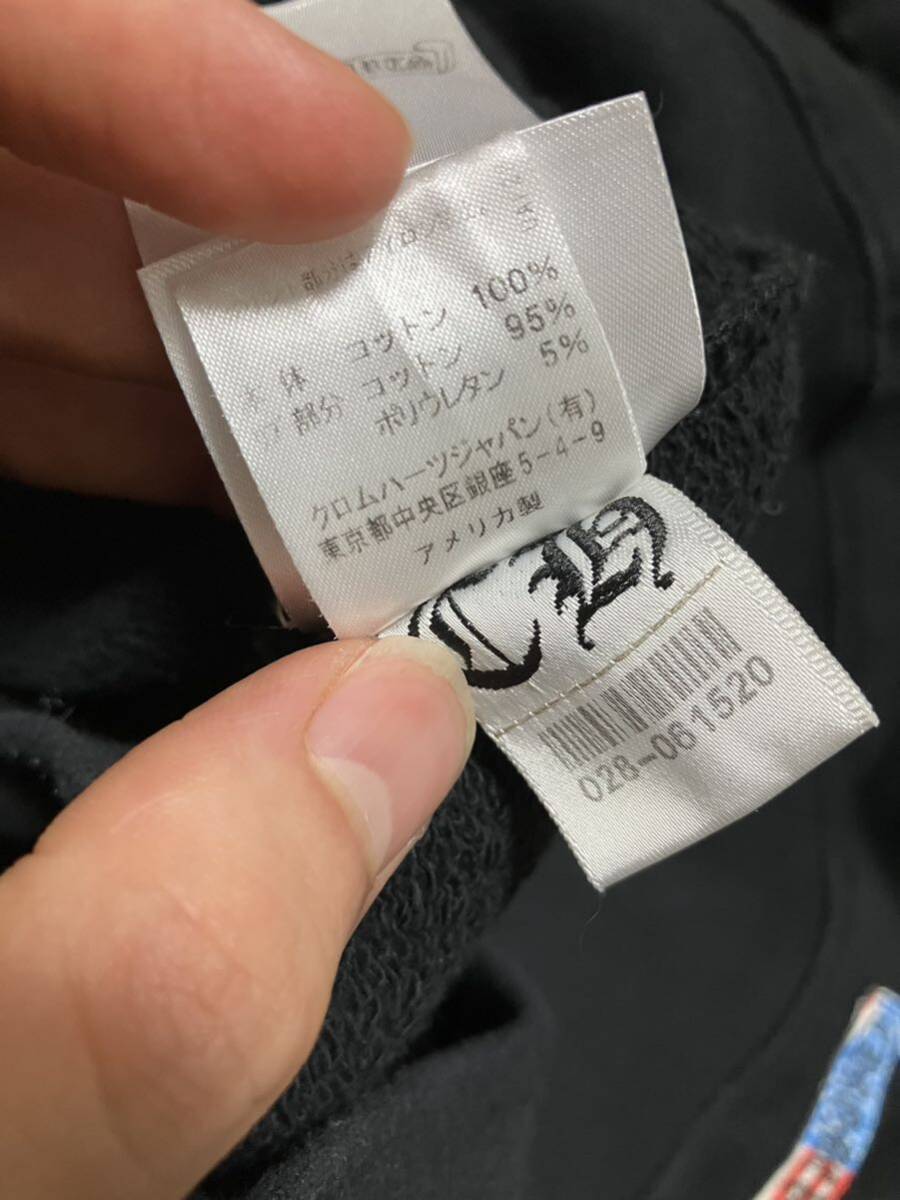 本体 コットン 100%
部分 コットン 95%
ポリウレタン 5%
クロムハーツジャパン(有)
東京都中央区銀座5-4-9
アメリカ製
028-061520